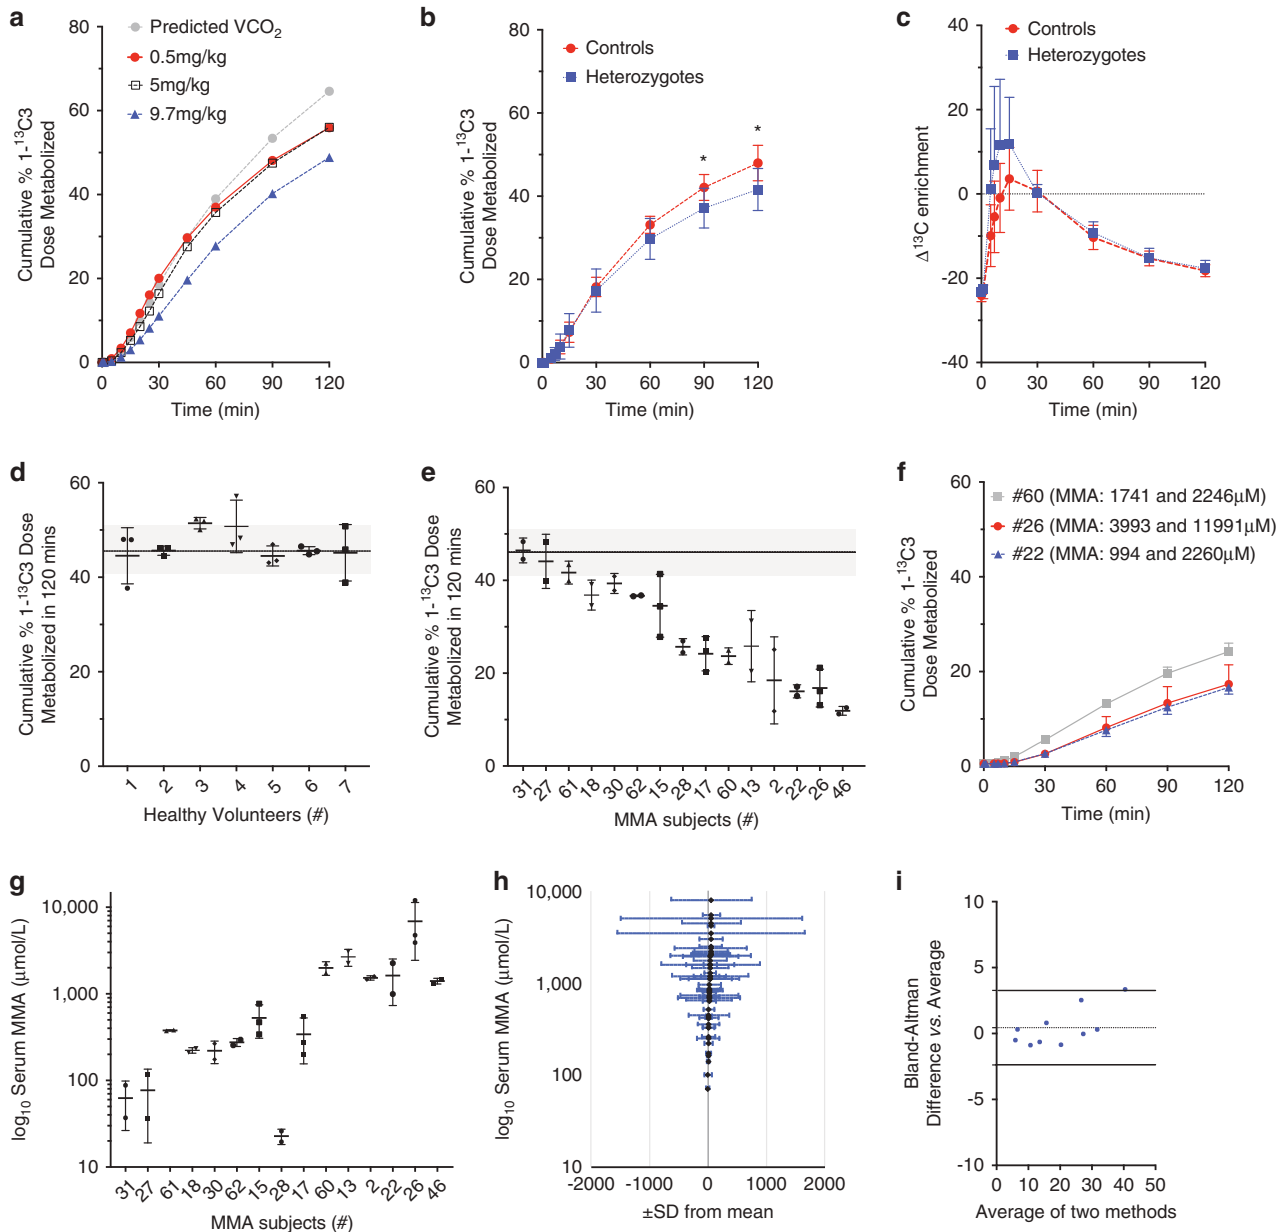 a
Cumulative % 1-¹³C3
Dose Metabolized
80
60
40
20
0
0 30 60 90 120
Time (min)
Predicted VCO₂
0.5mg/kg
5mg/kg
9.7mg/kg
b
Cumulative % 1-¹³C3
Dose Metabolized
80
60
40
20
0
0 30 60 90 120
Time (min)
Controls
Heterozygotes
*
*
c
Δ¹³C enrichment
40
20
0
-20
-40
0 30 60 90 120
Time (min)
Controls
Heterozygotes
d
Cumulative % 1-¹³C3 Dose
Metabolized in 120 mins
60
40
20
0
1 2 3 4 5 6 7
Healthy Volunteers (#)
e
Cumulative % 1-¹³C3 Dose
Metabolized in 120 mins
60
40
20
0
31 27 61 18 30 62 15 28 17 60 13 2 22 26 46
MMA subjects (#)
f
Cumulative % 1-¹³C3
Dose Metabolized
60
40
20
0
0 30 60 90 120
Time (min)
#60 (MMA: 1741 and 2246μM)
#26 (MMA: 3993 and 11991μM)
#22 (MMA: 994 and 2260μM)
g
log₁₀ Serum MMA (μmol/L)
10,000
1,000
100
10
31 27 61 18 30 62 15 28 17 60 13 2 22 26 46
MMA subjects (#)
h
log₁₀ Serum MMA (μmol/L)
10,000
1,000
100
10
-2000 -1000 0 1000 2000
±SD from mean
i
Bland-Altman
Difference vs. Average
10
5
0
-5
-10
0 10 20 30 40 50
Average of two methods